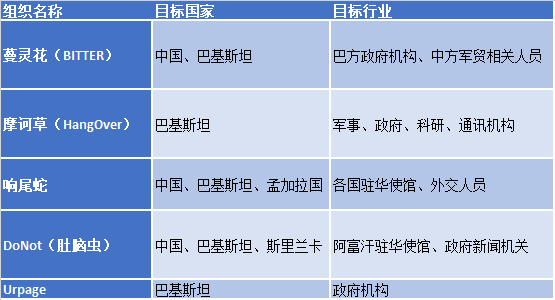 组织名称 目标国家 目标行业
蔓灵花（BITTER） 中国、巴基斯坦 巴方政府机构、中方军贸相关人员
摩诃草（HangOver） 巴基斯坦 军事、政府、科研、通讯机构
响尾蛇 中国、巴基斯坦、孟加拉国 各国驻华使馆、外交人员
DoNot（肚脑虫） 中国、巴基斯坦、斯里兰卡 阿富汗驻华使馆、政府新闻机关
Urpage 巴基斯坦 政府机构